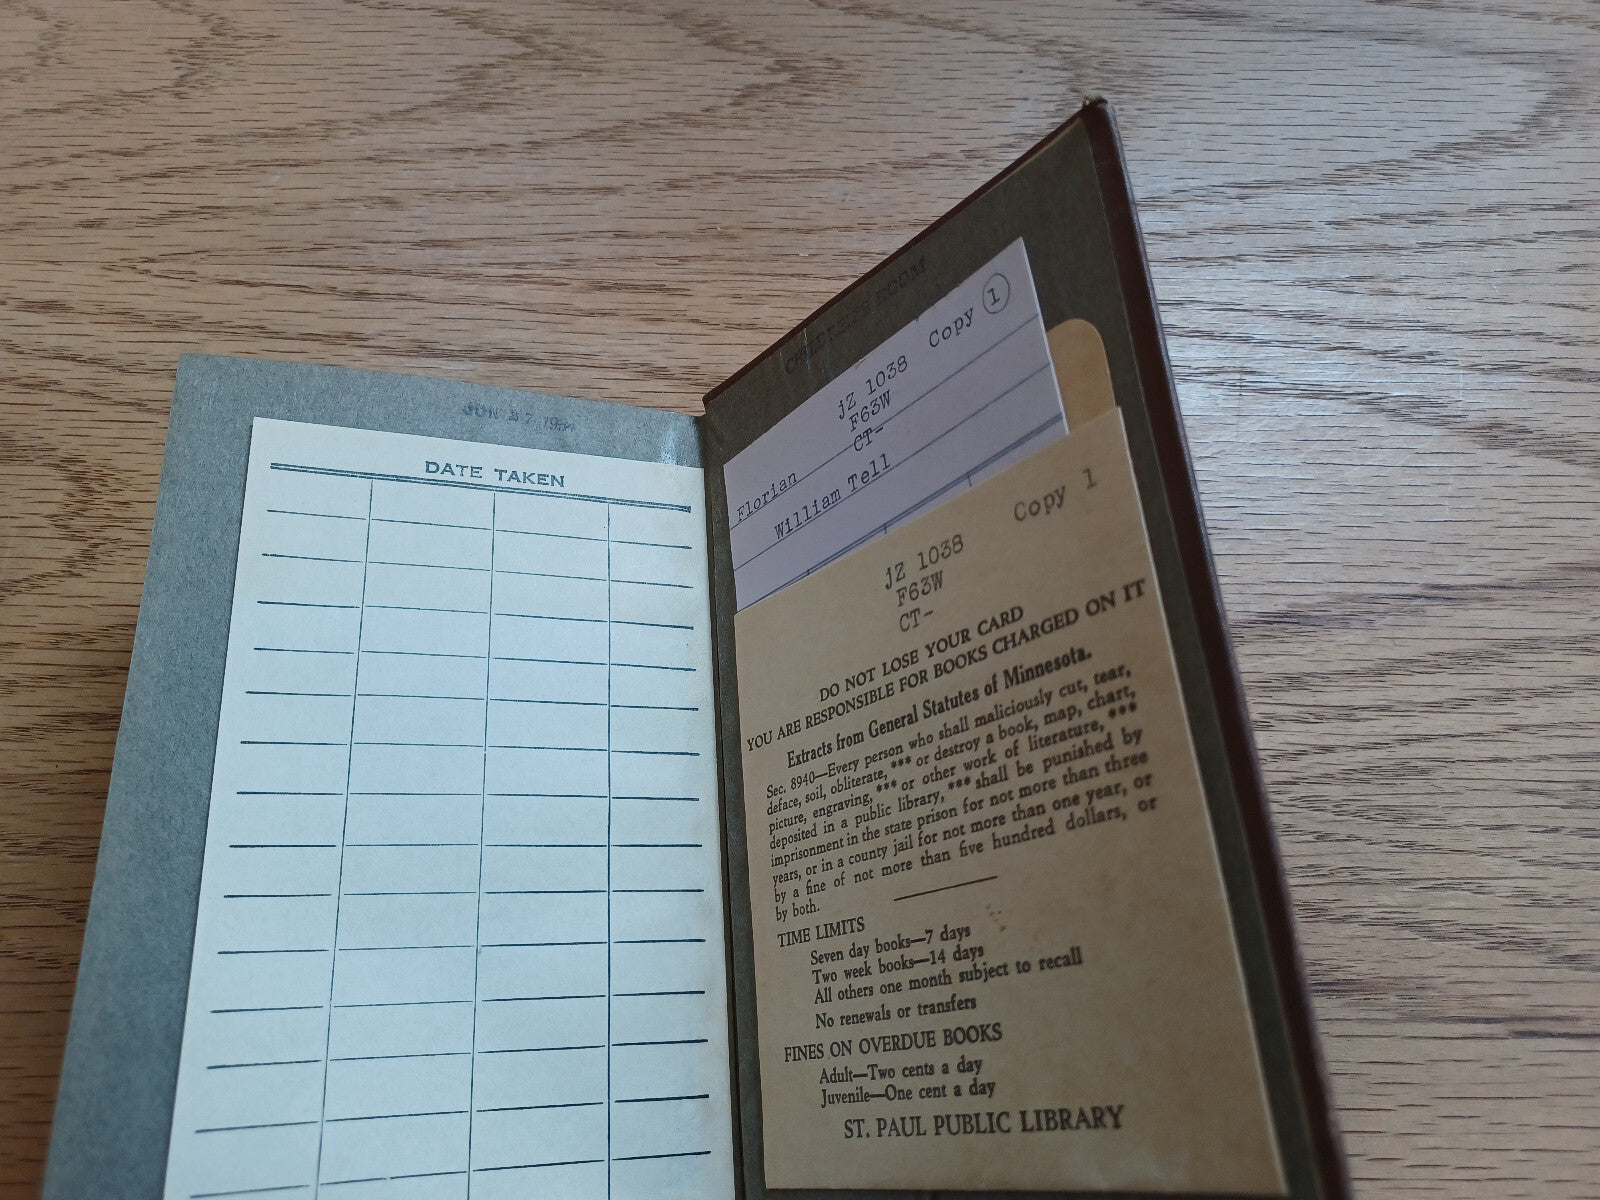 JUN 27
DATE TAKEN
Copy 1
jZ 1038
F63W
CT-
Florian
William Tell
Copy 1
jZ 1038
F63W
CT-
DO NOT LOSE YOUR CARD
YOU ARE RESPONSIBLE FOR BOOKS CHARGED ON IT
Extracts from General Statutes of Minnesota.
Sec. 8940—Every person who shall maliciously cut, tear,
deface, soil, obliterate, *** or destroy a book, map, chart,
picture, engraving, *** or other work of literature, ***
deposited in a public library, *** shall be punished by
imprisonment in the state prison for not more than three
years, or in a county jail for not more than one year, or
by a fine of not more than five hundred dollars, or
by both.
TIME LIMITS
Seven day books—7 days
Two week books—14 days
All others one month subject to recall
No renewals or transfers
FINES ON OVERDUE BOOKS
Adult—Two cents a day
Juvenile—One cent a day
ST. PAUL PUBLIC LIBRARY